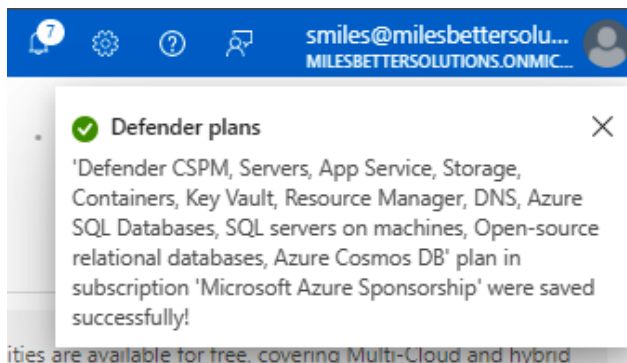 7
smiles@milesbettersolu...
MILESBETTERSOLUTIONS.ONMIC...
Defender plans
'Defender CSPM, Servers, App Service, Storage,
Containers, Key Vault, Resource Manager, DNS, Azure
SQL Databases, SQL servers on machines, Open-source
relational databases, Azure Cosmos DB' plan in
subscription 'Microsoft Azure Sponsorship' were saved
successfully!
ities are available for free, covering Multi-Cloud and hybrid